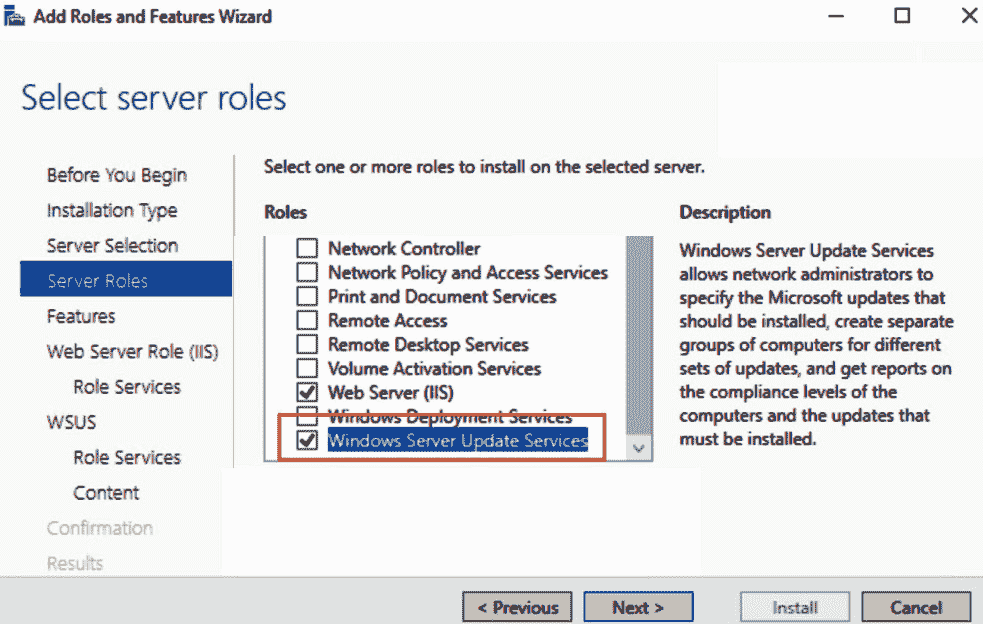 Add Roles and Features Wizard
Select server roles
Before You Begin
Installation Type
Server Selection
Server Roles
Features
Web Server Role (IIS)
Role Services
WSUS
Role Services
Content
Confirmation
Results
Select one or more roles to install on the selected server.
Roles
Network Controller
Network Policy and Access Services
Print and Document Services
Remote Access
Remote Desktop Services
Volume Activation Services
Web Server (IIS)
Windows Deployment Services
Windows Server Update Services
Description
Windows Server Update Services
allows network administrators to
specify the Microsoft updates that
should be installed, create separate
groups of computers for different
sets of updates, and get reports on
the compliance levels of the
computers and the updates that
must be installed.
< Previous
Next >
Install
Cancel